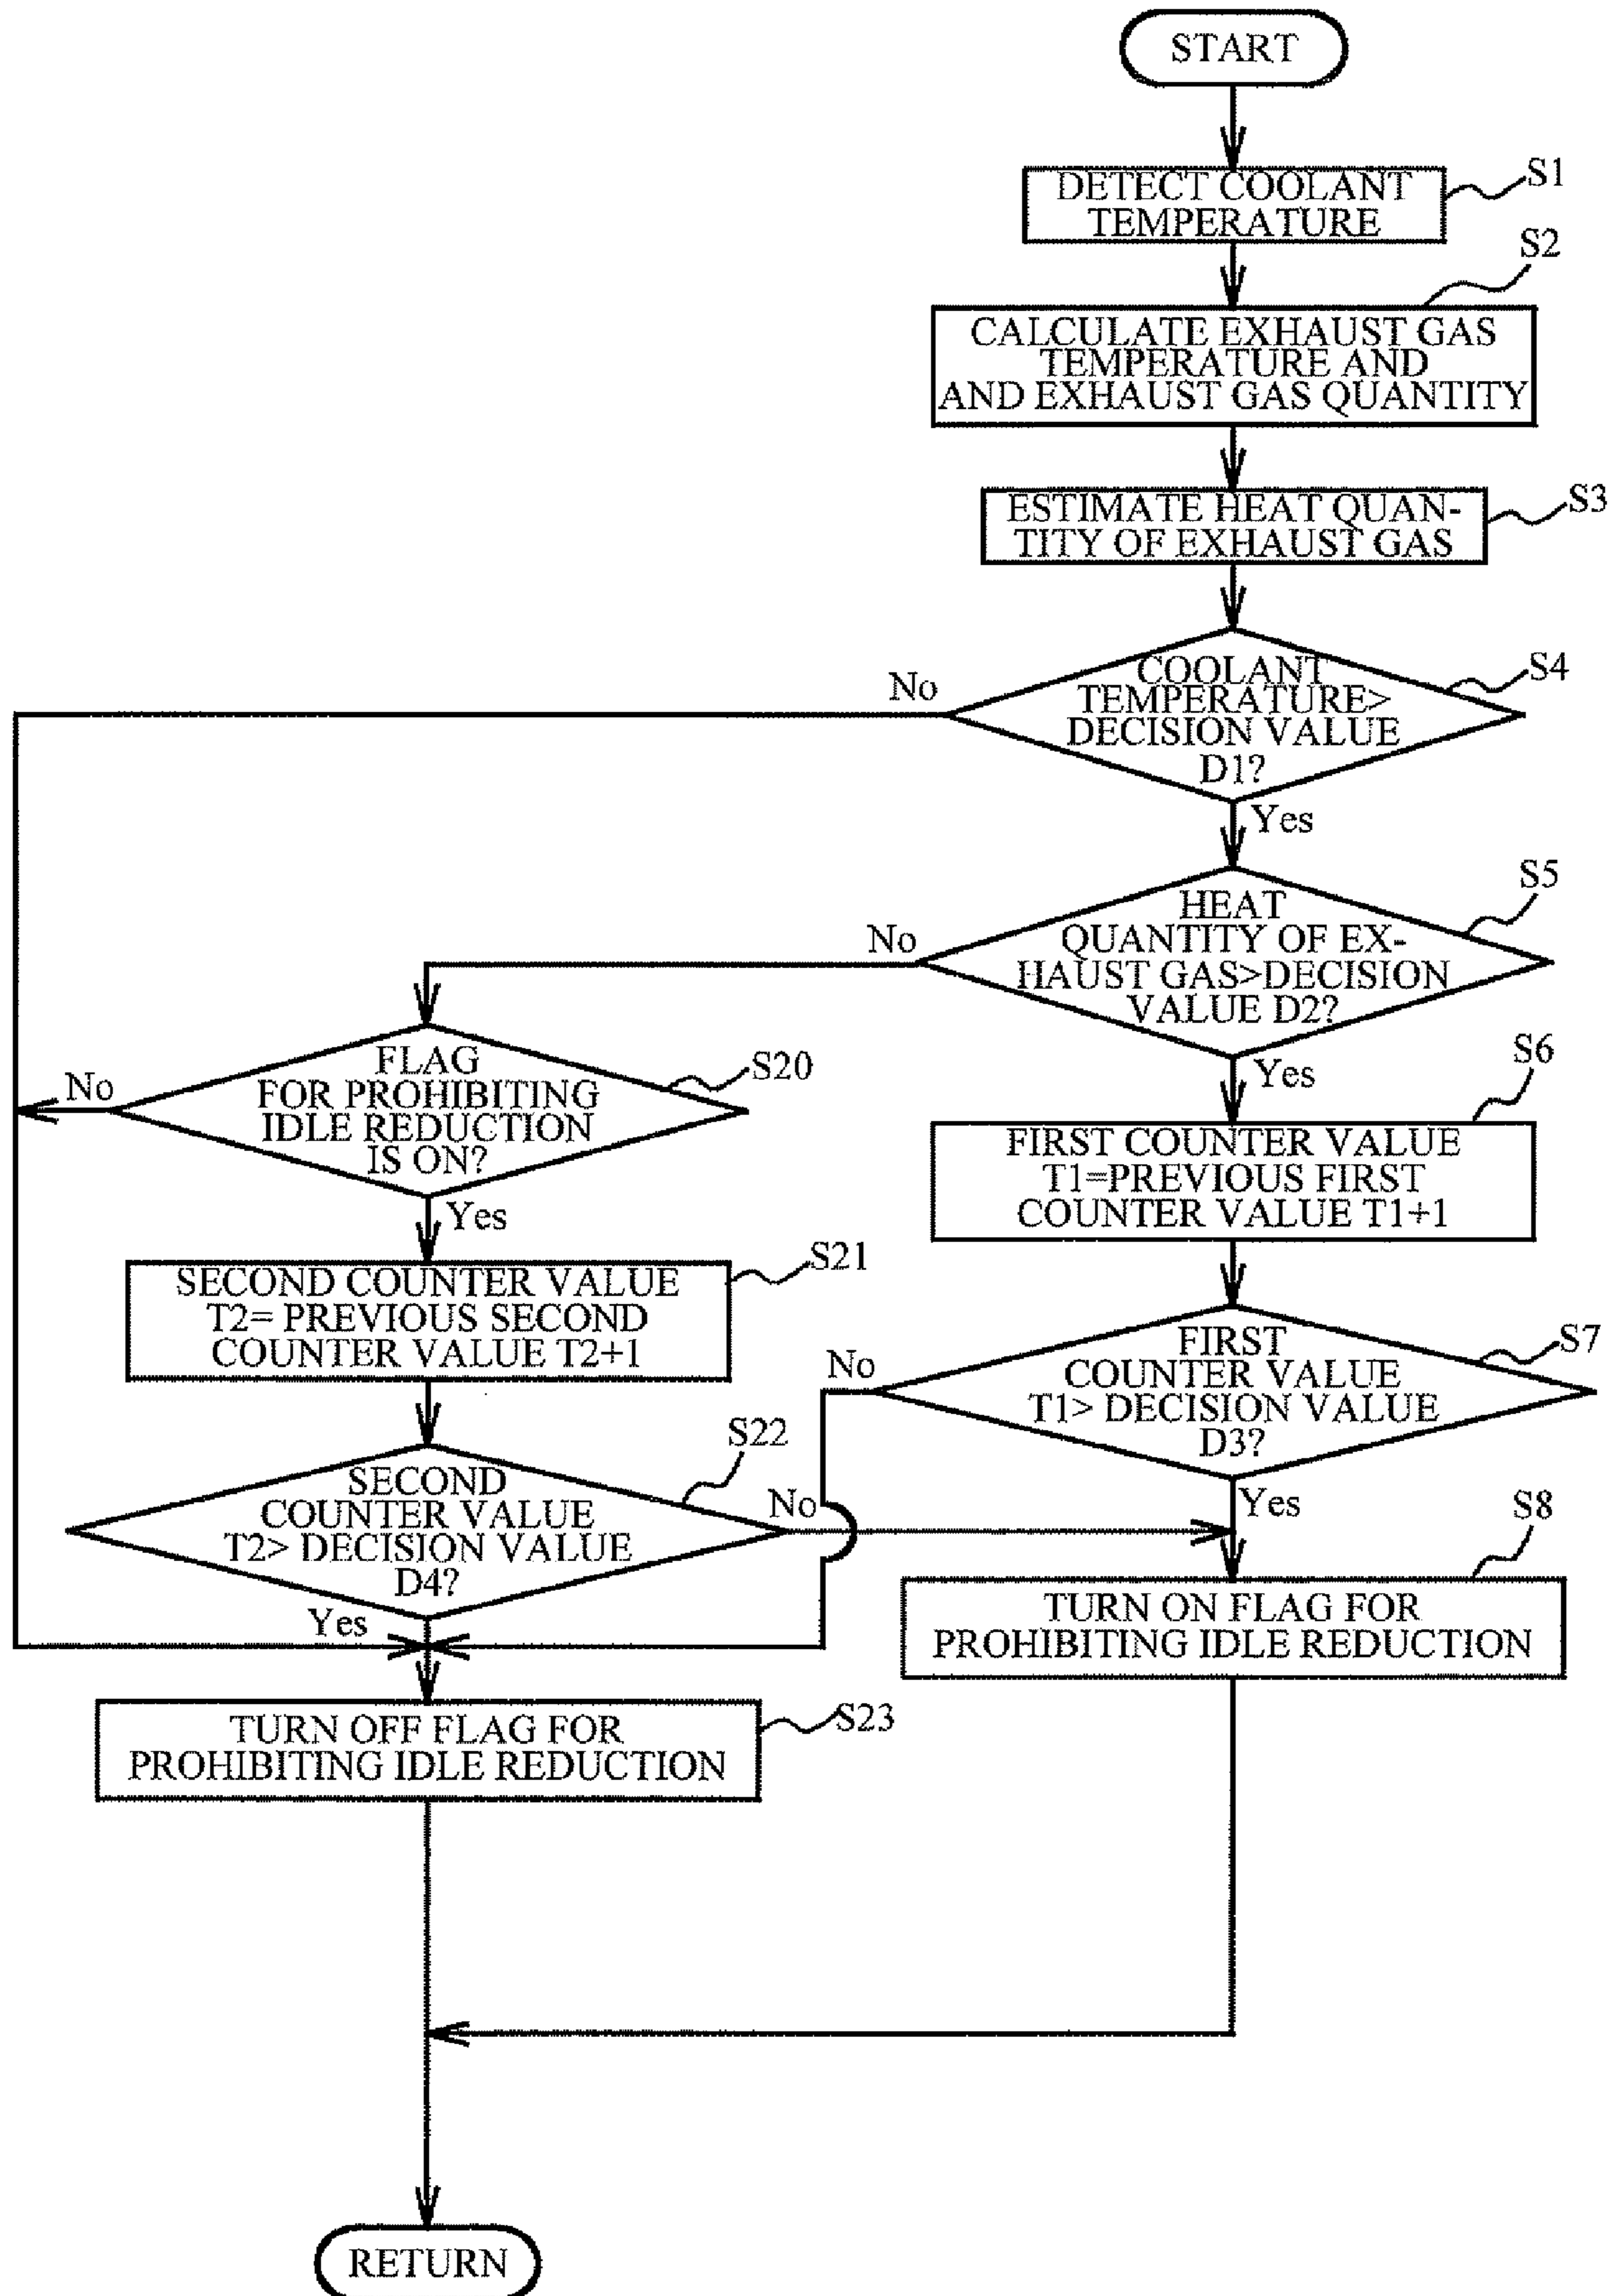 START
DETECT COOLANT
TEMPERATURE
S1
S2
CALCULATE EXHAUST GAS
TEMPERATURE AND
AND EXHAUST GAS QUANTITY
ESTIMATE HEAT QUAN-
TITY OF EXHAUST GAS
S3
COOLANT
TEMPERATURE>
DECISION VALUE
D1?
S4
No
Yes
HEAT
QUANTITY OF EX-
HAUST GAS>DECISION
VALUE D2?
S5
No
Yes
FLAG
FOR PROHIBITING
IDLE REDUCTION
IS ON?
S20
No
Yes
S6
FIRST COUNTER VALUE
T1=PREVIOUS FIRST
COUNTER VALUE T1+1
SECOND COUNTER VALUE
T2= PREVIOUS SECOND
COUNTER VALUE T2+1
S21
FIRST
COUNTER VALUE
T1> DECISION VALUE
D3?
S7
No
Yes
SECOND
COUNTER VALUE
T2> DECISION VALUE
D4?
S22
No
Yes
S8
TURN ON FLAG FOR
PROHIBITING IDLE REDUCTION
TURN OFF FLAG FOR
PROHIBITING IDLE REDUCTION
S23
RETURN